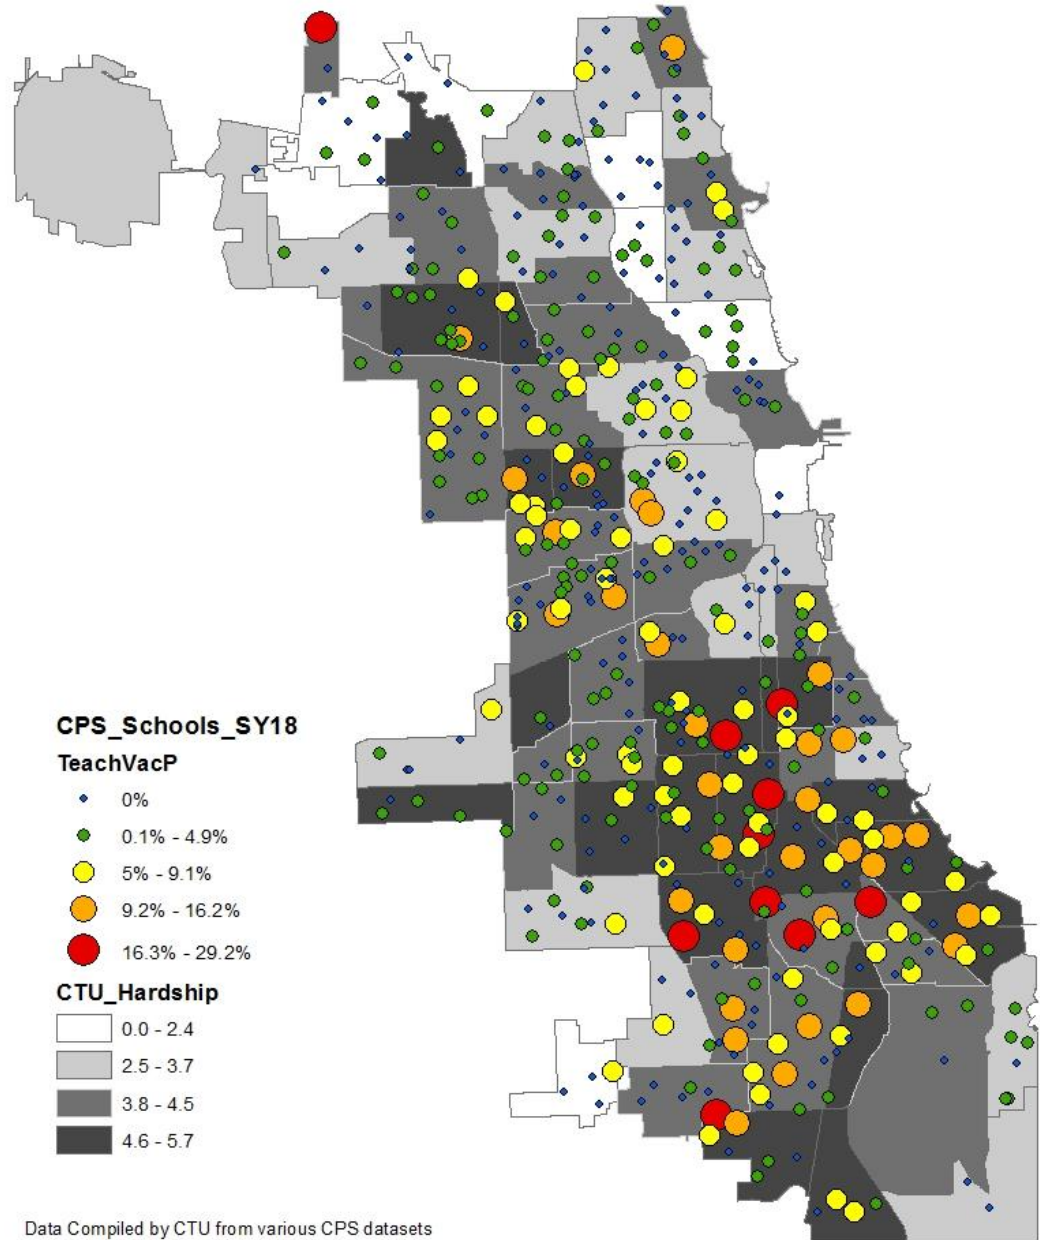 CPS_Schools_SY18
TeachVacP
0%
0.1% - 4.9%
5% - 9.1%
9.2% - 16.2%
16.3% - 29.2%
CTU_Hardship
0.0 - 2.4
2.5 - 3.7
3.8 - 4.5
4.6 - 5.7
Data Compiled by CTU from various CPS datasets